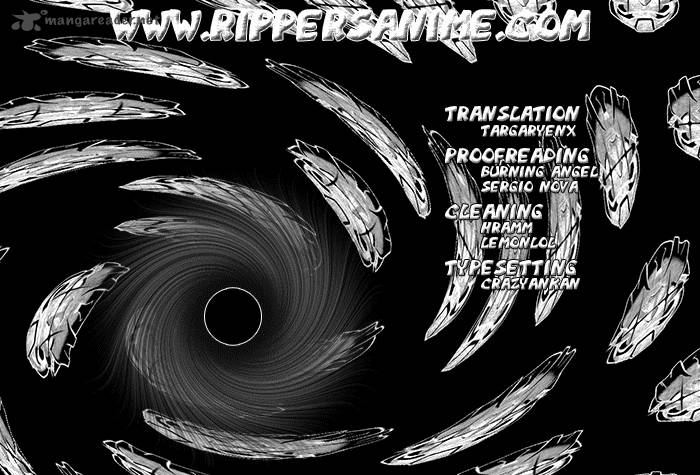 mangareader.net
WWW.RIPPERSANIME.COM
TRANSLATION
TARGARYENX
PROOFREADING
BURNING ANGEL
SERGIO NOVA
CLEANING
HRAMM
LEMONLOL
TYPESETTING
CRAZYANKAN